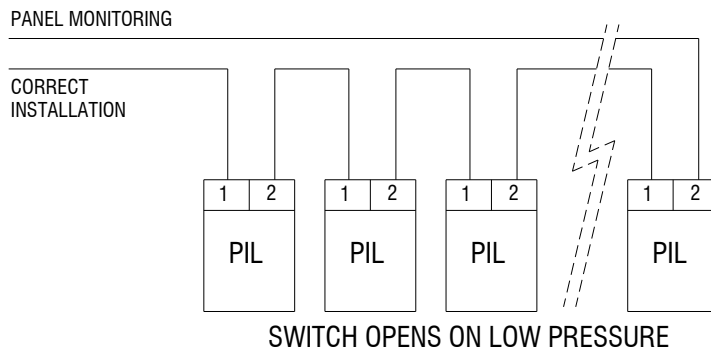 PANEL MONITORING
CORRECT
INSTALLATION
1 2 1 2 1 2 1 2
PIL PIL PIL PIL
SWITCH OPENS ON LOW PRESSURE